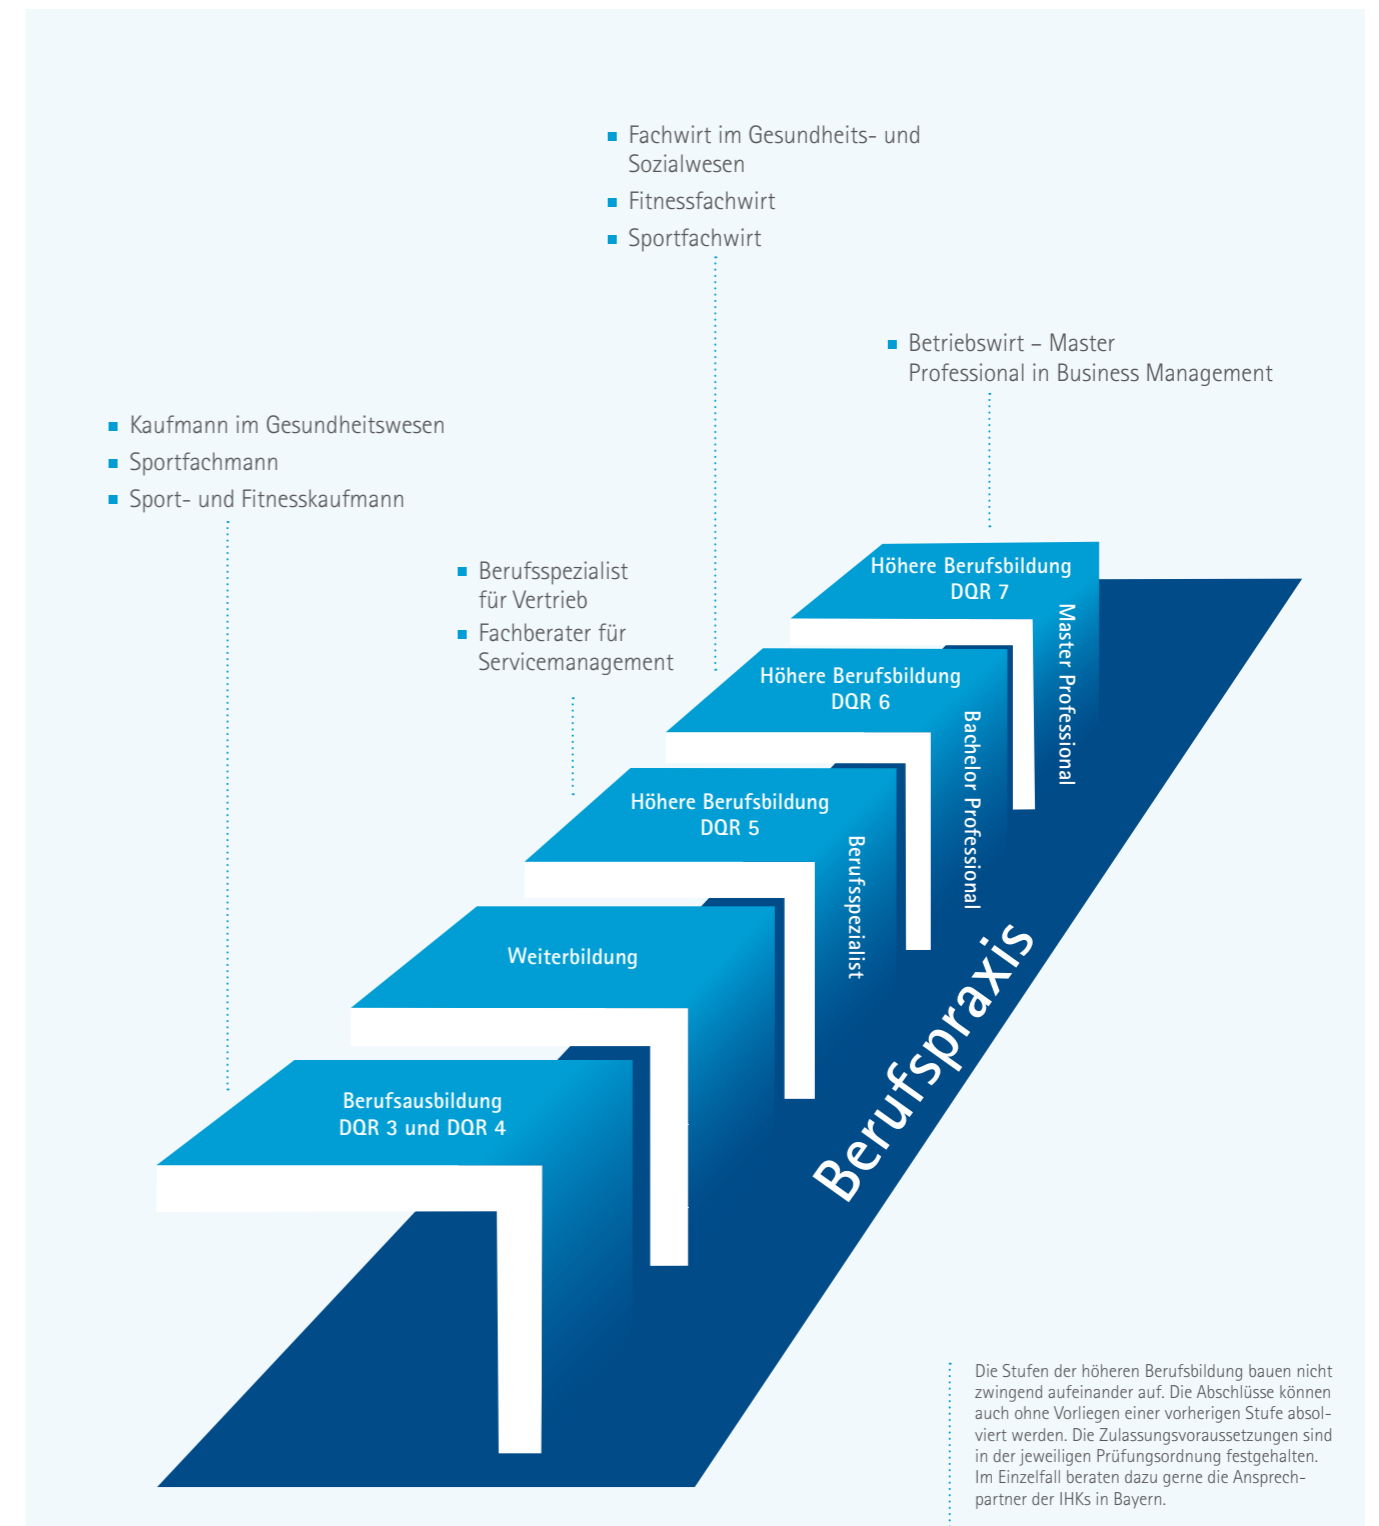 Fachwirt im Gesundheits- und
Sozialwesen
Fitnessfachwirt
Sportfachwirt
Betriebswirt – Master
Professional in Business Management
Kaufmann im Gesundheitswesen
Sportfachmann
Sport- und Fitnesskaufmann
Berufsspezialist
für Vertrieb
Fachberater für
Servicemanagement
Höhere Berufsbildung
DQR 7
Master Professional
Höhere Berufsbildung
DQR 6
Bachelor Professional
Höhere Berufsbildung
DQR 5
Berufsspezialist
Weiterbildung
Berufsausbildung
DQR 3 und DQR 4
Berufspraxis
Die Stufen der höheren Berufsbildung bauen nicht
zwingend aufeinander auf. Die Abschlüsse können
auch ohne Vorliegen einer vorherigen Stufe absol-
viert werden. Die Zulassungsvoraussetzungen sind
in der jeweiligen Prüfungsordnung festgehalten.
Im Einzelfall beraten dazu gerne die Ansprech-
partner der IHKs in Bayern.